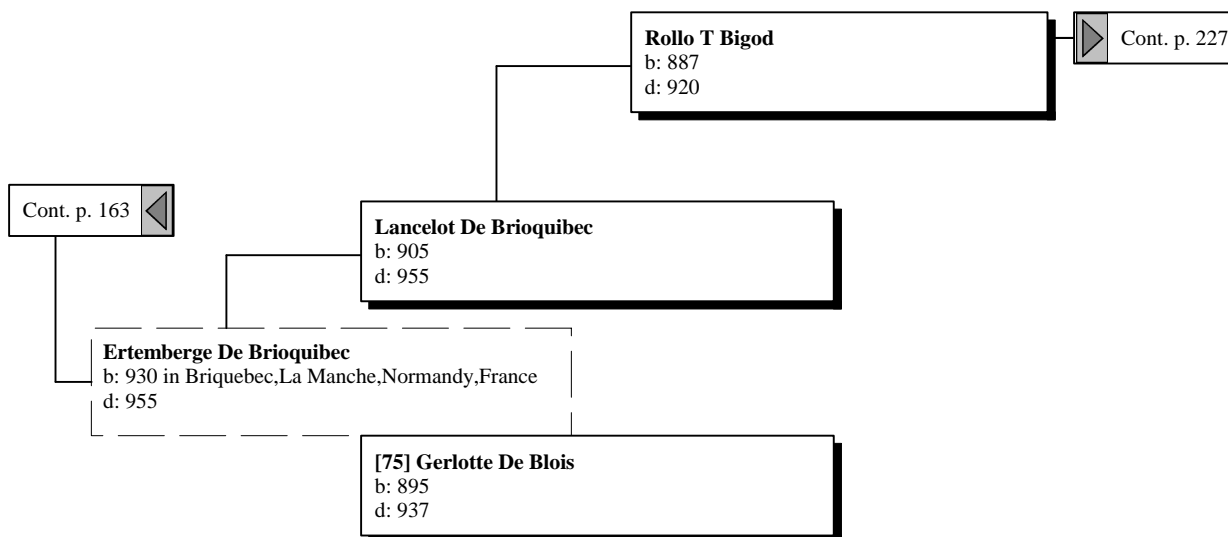 Rollo T Bigod
b: 887
d: 920
Cont. p. 227
Cont. p. 163
Lancelot De Brioquibec
b: 905
d: 955
Ertemberge De Brioquibec
b: 930 in Briquebec,La Manche,Normandy,France
d: 955
[75] Gerlotte De Blois
b: 895
d: 937